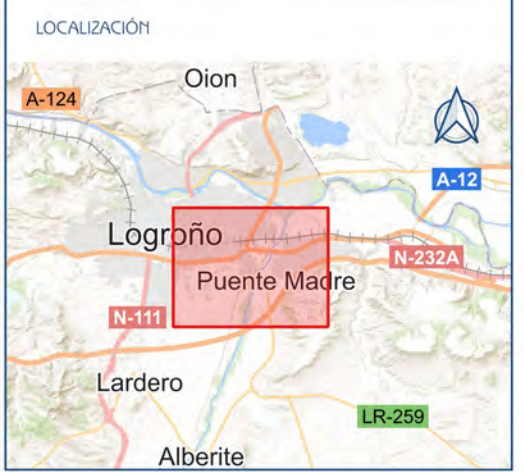 LOCALIZACIÓN
Oion
A-124
A-12
Logroño
N-232A
Puente Madre
N-111
Lardero
LR-259
Alberite